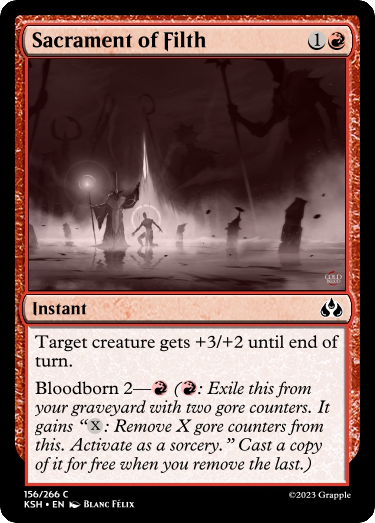 Sacrament of Filth
1
Instant
Target creature gets +3/+2 until end of
turn.
Bloodborn 2— (: Exile this from
your graveyard with two gore counters. It
gains “X: Remove X gore counters from
this. Activate as a sorcery.” Cast a copy
of it for free when you remove the last.)
156/266 C
KSH • EN Blanc Félix
©2023 Grapple